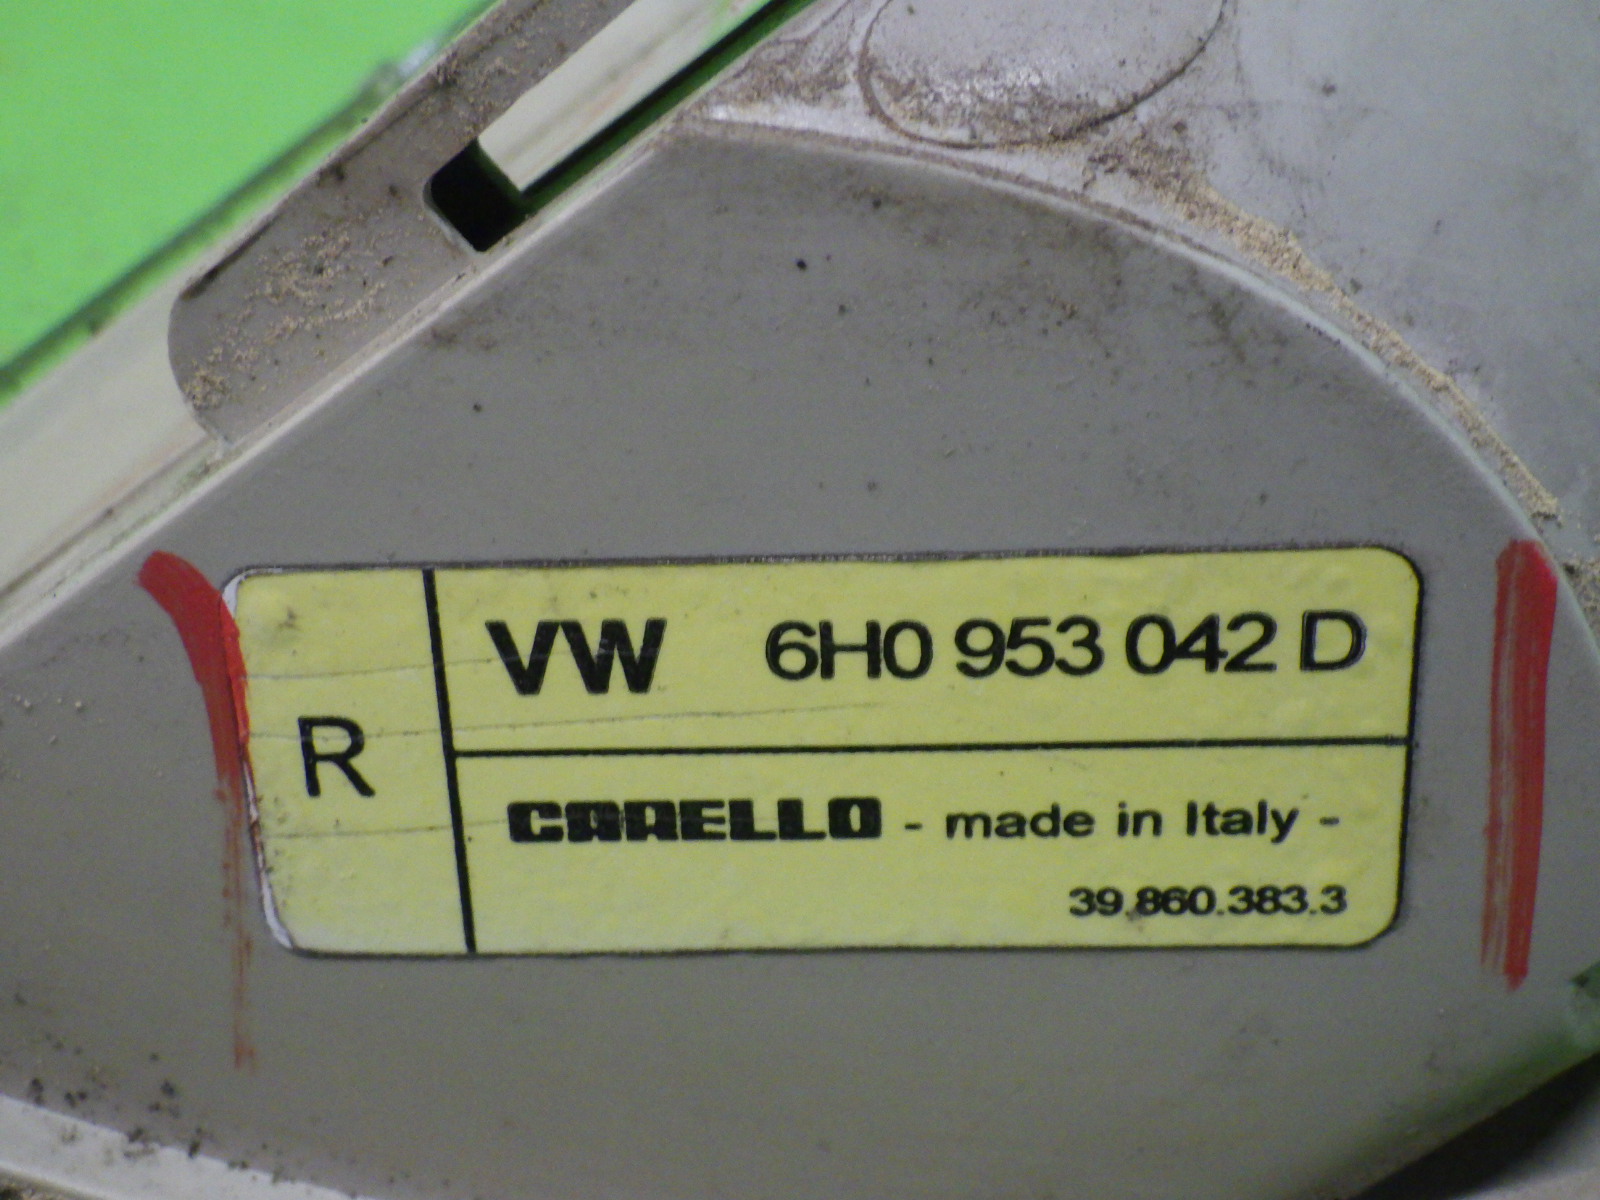 R
VW 6H0 953 042 D
CARELLO - made in Italy -
39.860.383.3